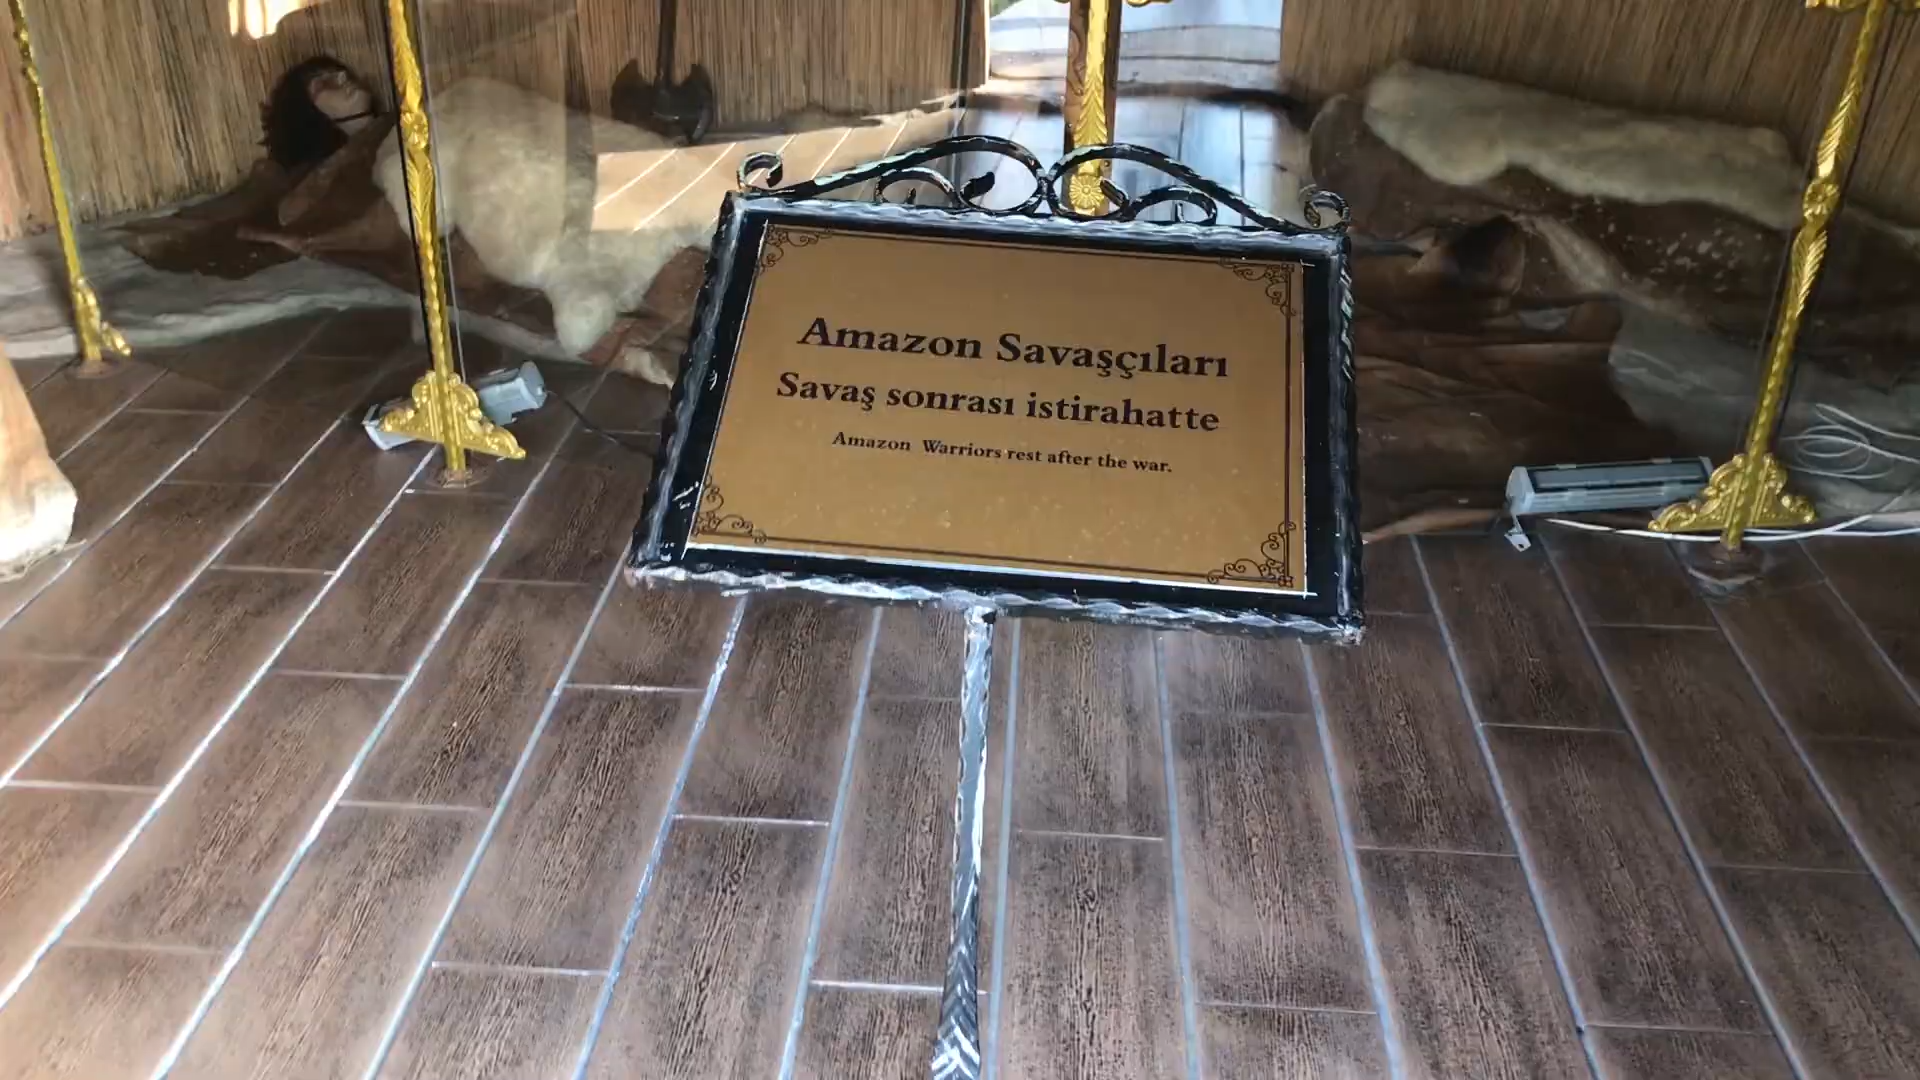 Amazon Savaşçıları
Savaş sonrası istirahatte
Amazon Warriors rest after the war.